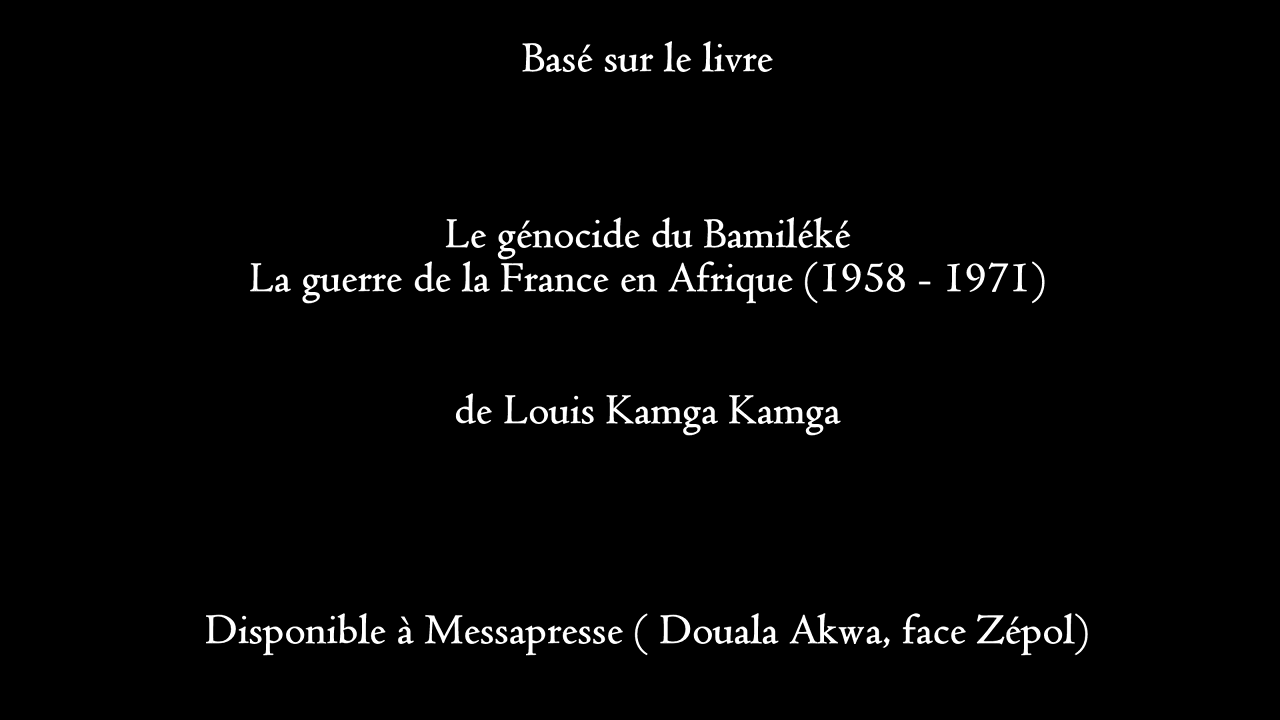 Basé sur le livre
Le génocide du Bamiléké
La guerre de la France en Afrique (1958 - 1971)
de Louis Kamga Kamga
Disponible à Messapresse ( Douala Akwa, face Zépol)